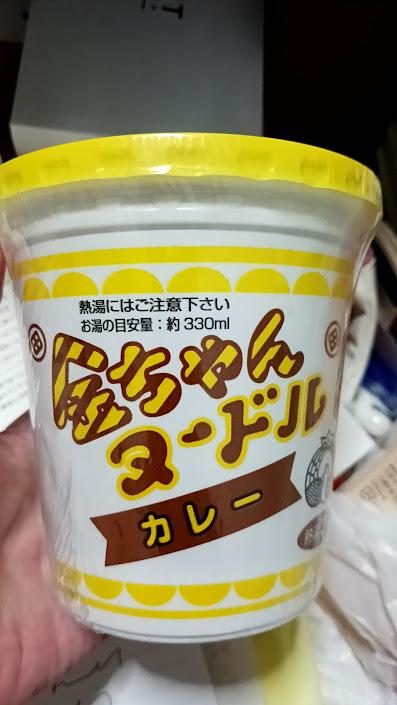 熱湯にはご注意下さい
お湯の目安量：約330ml
金ちゃん
ヌードル
カレー